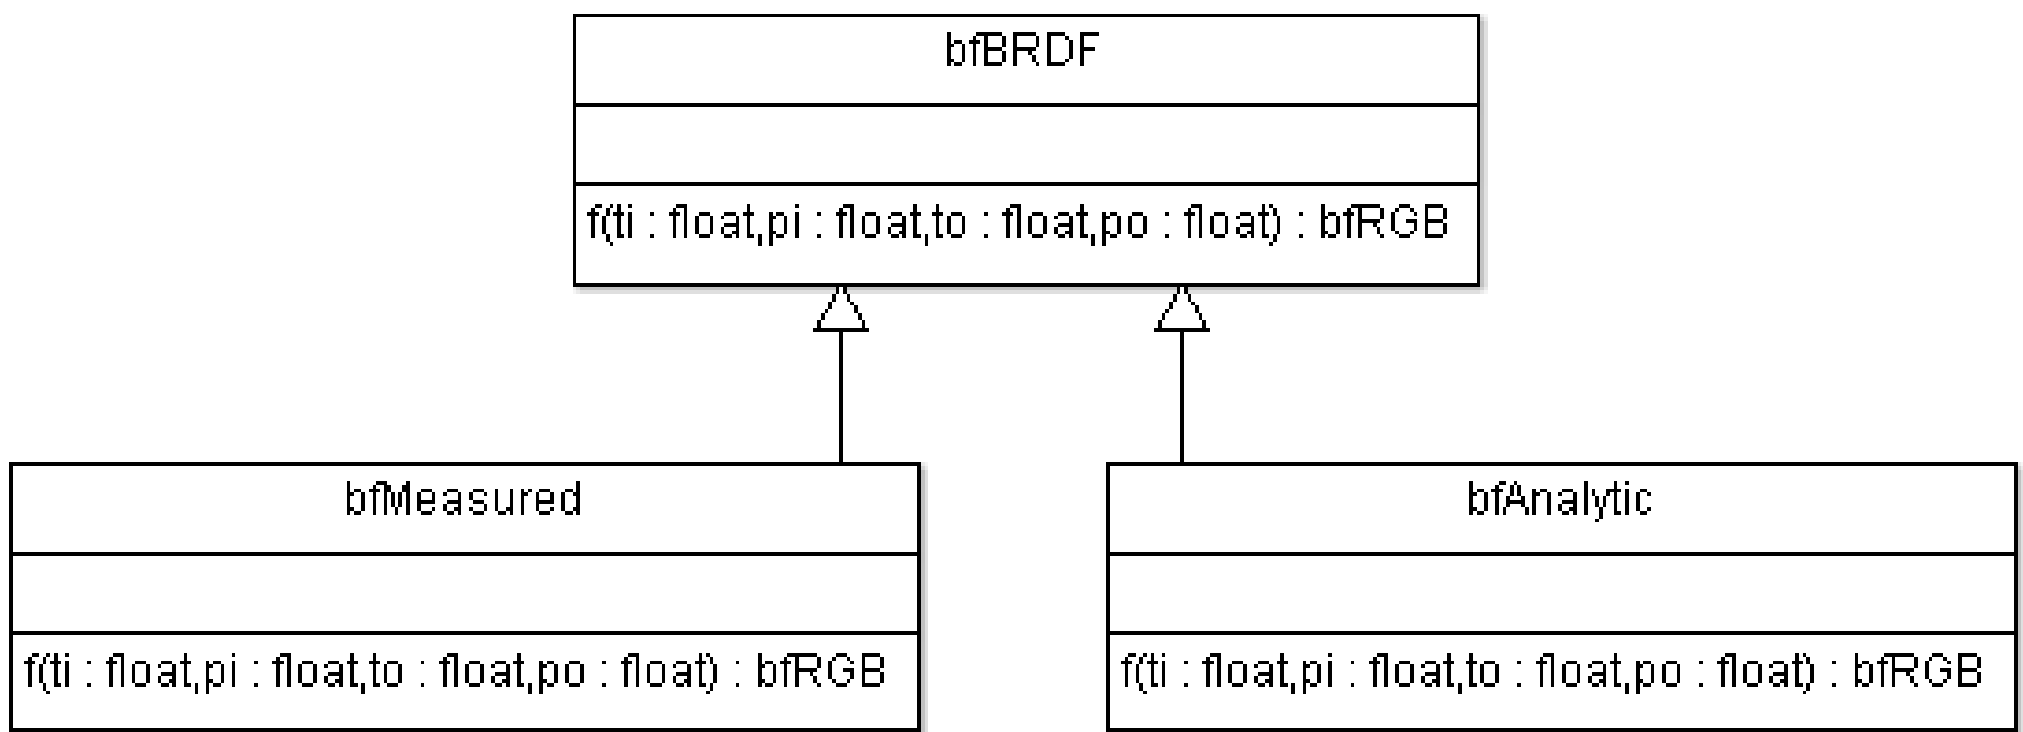 bfBRDF
f(ti : float,pi : float,to : float,po : float) : bfRGB
bfMeasured
f(ti : float,pi : float,to : float,po : float) : bfRGB
bfAnalytic
f(ti : float,pi : float,to : float,po : float) : bfRGB